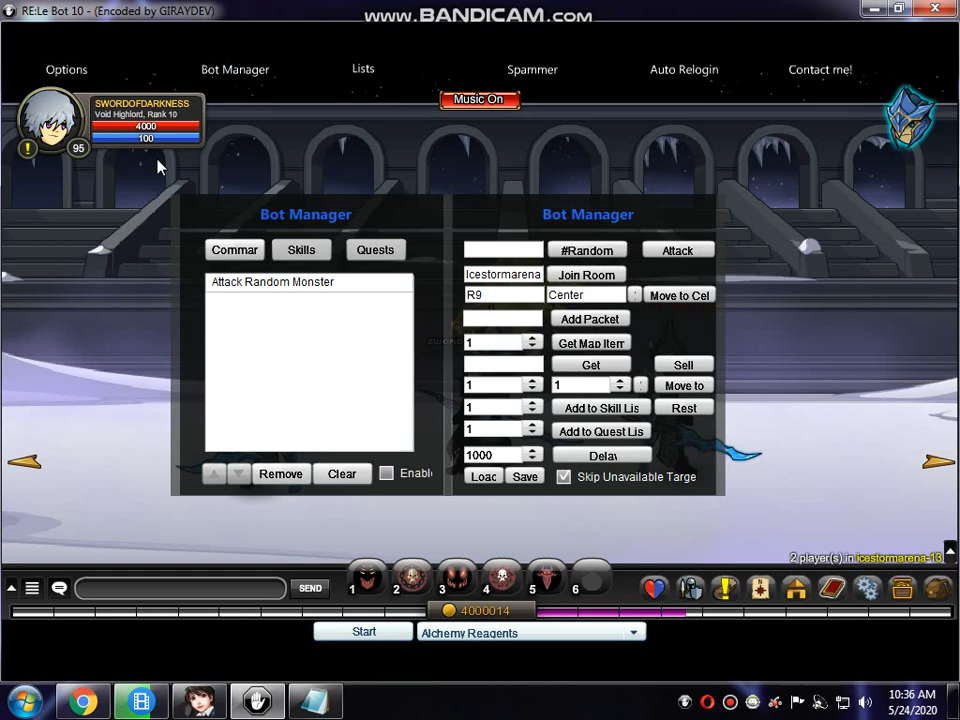 RE:Le Bot 10 - (Encoded by GIRAYDEV)
www.BANDICAM.com
Options
Bot Manager
Lists
Spammer
Auto Relogin
Contact me!
SWORDOFDARKNESS
Void Highlord, Rank 10
4000
100
95
Music On
Bot Manager
Commar
Skills
Quests
Attack Random Monster
Remove
Clear
Enabl
Bot Manager
#Random
Attack
Icestormarena
Join Room
R9
Center
:
Move to Cel
Add Packet
1
Get Map Item
Get
Sell
1
1
:
Move to
1
Add to Skill Lis
Rest
1
Add to Quest Lis
1000
Delay
Load
Save
Skip Unavailable Targe
2 player(s) in icestormarena-13
SEND
1 2 3 4 5 6
4000014
Start
Alchemy Reagents
10:36 AM
5/24/2020